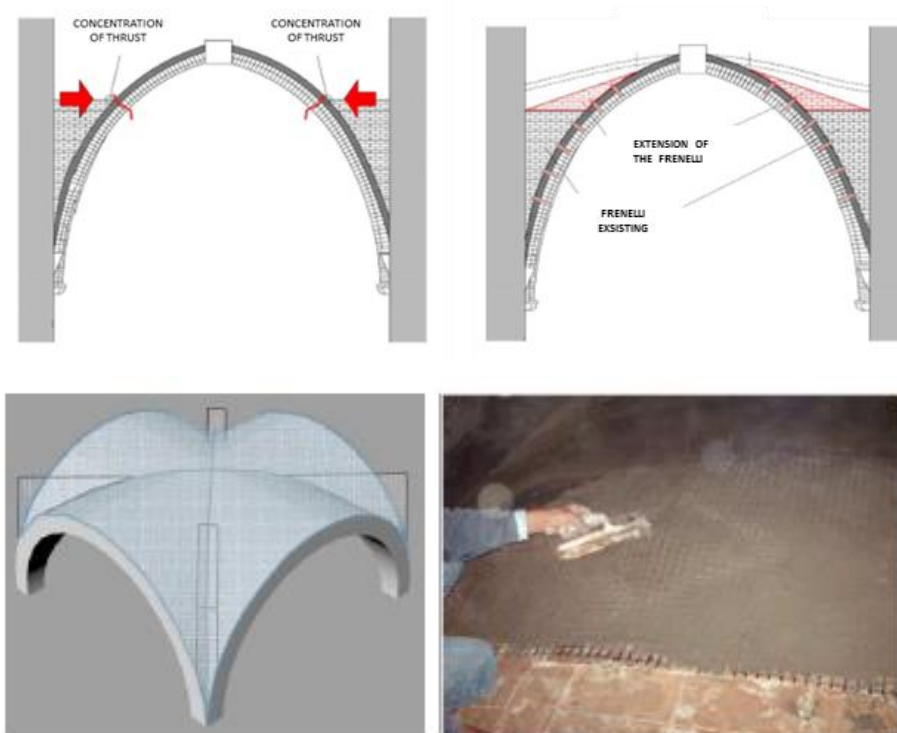 CONCENTRATION
OF THRUST
CONCENTRATION
OF THRUST
EXTENSION OF
THE FRENELLI
FRENELLI
EXSISTING